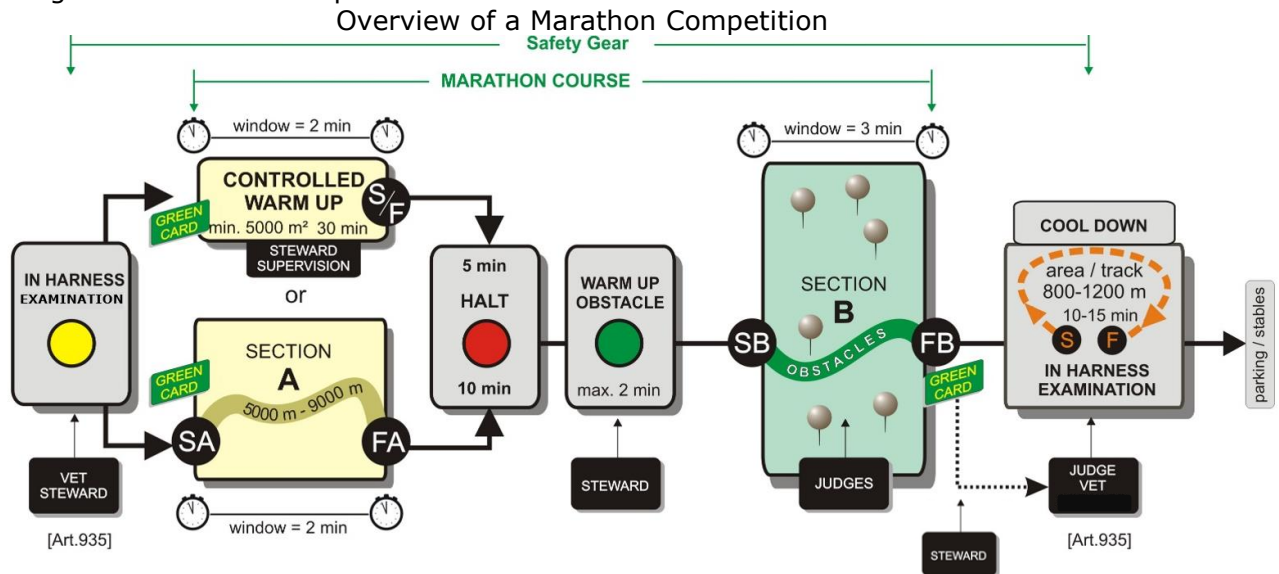 Overview of a Marathon Competition
Safety Gear
MARATHON COURSE
window = 2 min
window = 3 min
CONTROLLED
WARM UP
S/F
GREEN
CARD
min. 5000 m² 30 min
STEWARD
SUPERVISION
or
IN HARNESS
EXAMINATION
VET
STEWARD
[Art.935]
SECTION
A
5000 m - 9000 m
GREEN
CARD
SA
FA
window = 2 min
5 min
HALT
10 min
WARM UP
OBSTACLE
max. 2 min
STEWARD
SECTION
B
SB
OBSTACLES
FB
JUDGES
GREEN
CARD
STEWARD
COOL DOWN
area / track
800-1200 m
10-15 min
S F
IN HARNESS
EXAMINATION
JUDGE
VET
[Art.935]
parking / stables